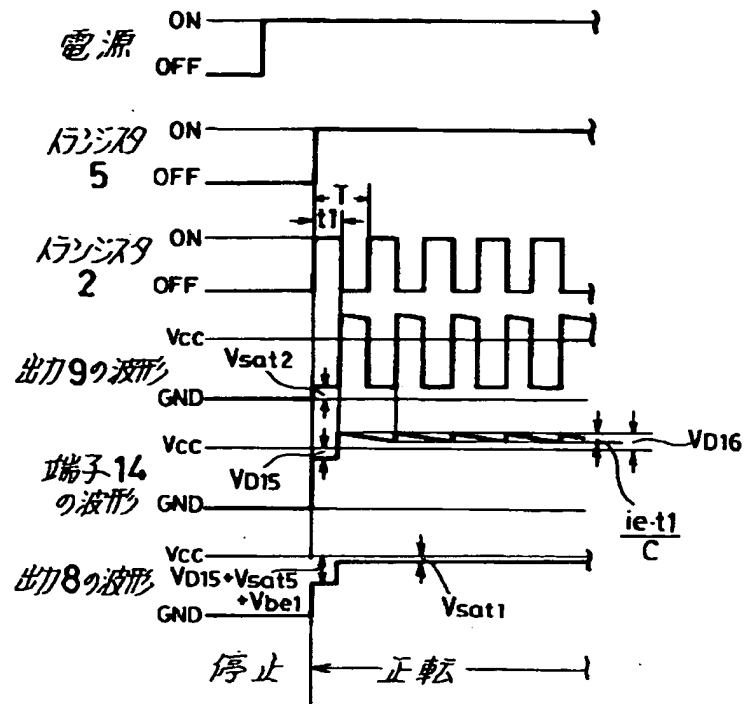 電源
ON
OFF
トランジスタ
5
ON
OFF
T
t1
トランジスタ
2
ON
OFF
出力9の波形
Vcc
Vsat2
GND
端子14
の波形
Vcc
VD15
GND
VD16
ie·t1
C
出力8の波形
Vcc
VD15+Vsat5
+Vbe1
GND
Vsat1
停止
正転